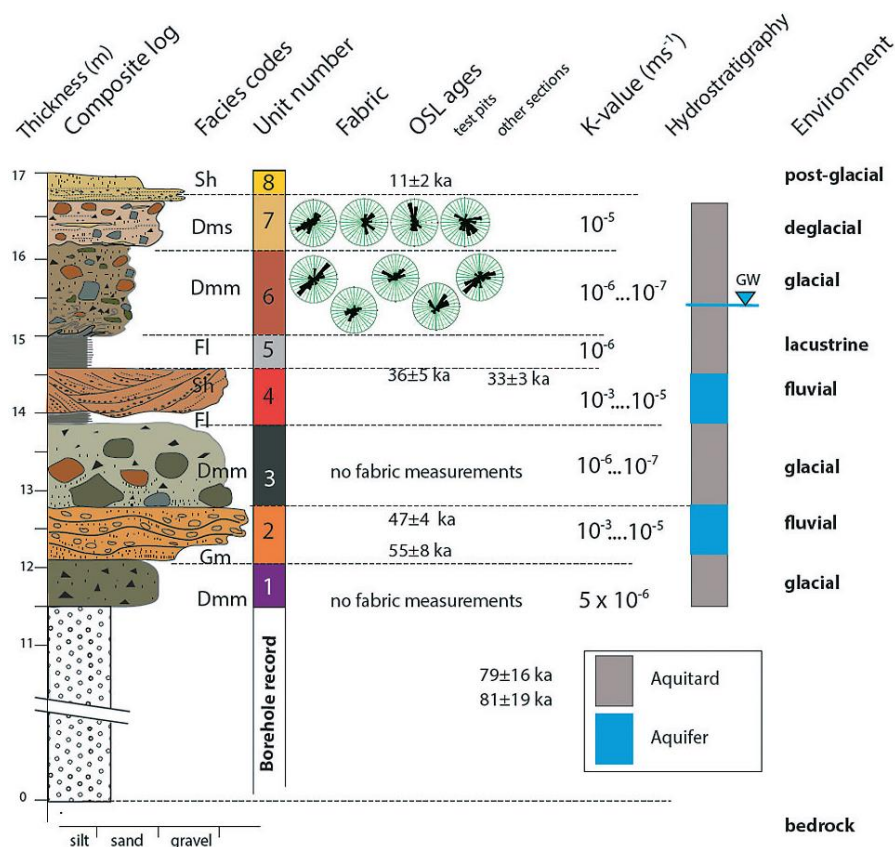 Thickness (m) Composite log Facies codes Unit number Fabric OSL ages test pits other sections K-value (ms⁻¹) Hydrostratigraphy Environment
17 Sh 8 11±2 ka post-glacial
Dms 7 10⁻⁵ deglacial
16
Dmm 6 10⁻⁶...10⁻⁷ GW glacial
15 Fl 5 10⁻⁶ lacustrine
Sh 4 36±5 ka 33±3 ka 10⁻³....10⁻⁵ fluvial
14 Fl
Dmm 3 no fabric measurements 10⁻⁶...10⁻⁷ glacial
13
2 47±4 ka 10⁻³....10⁻⁵ fluvial
Gm 55±8 ka
12
Dmm 1 no fabric measurements 5 x 10⁻⁶ glacial
11
Borehole record
79±16 ka
81±19 ka
Aquitard
Aquifer
0
bedrock
silt sand gravel